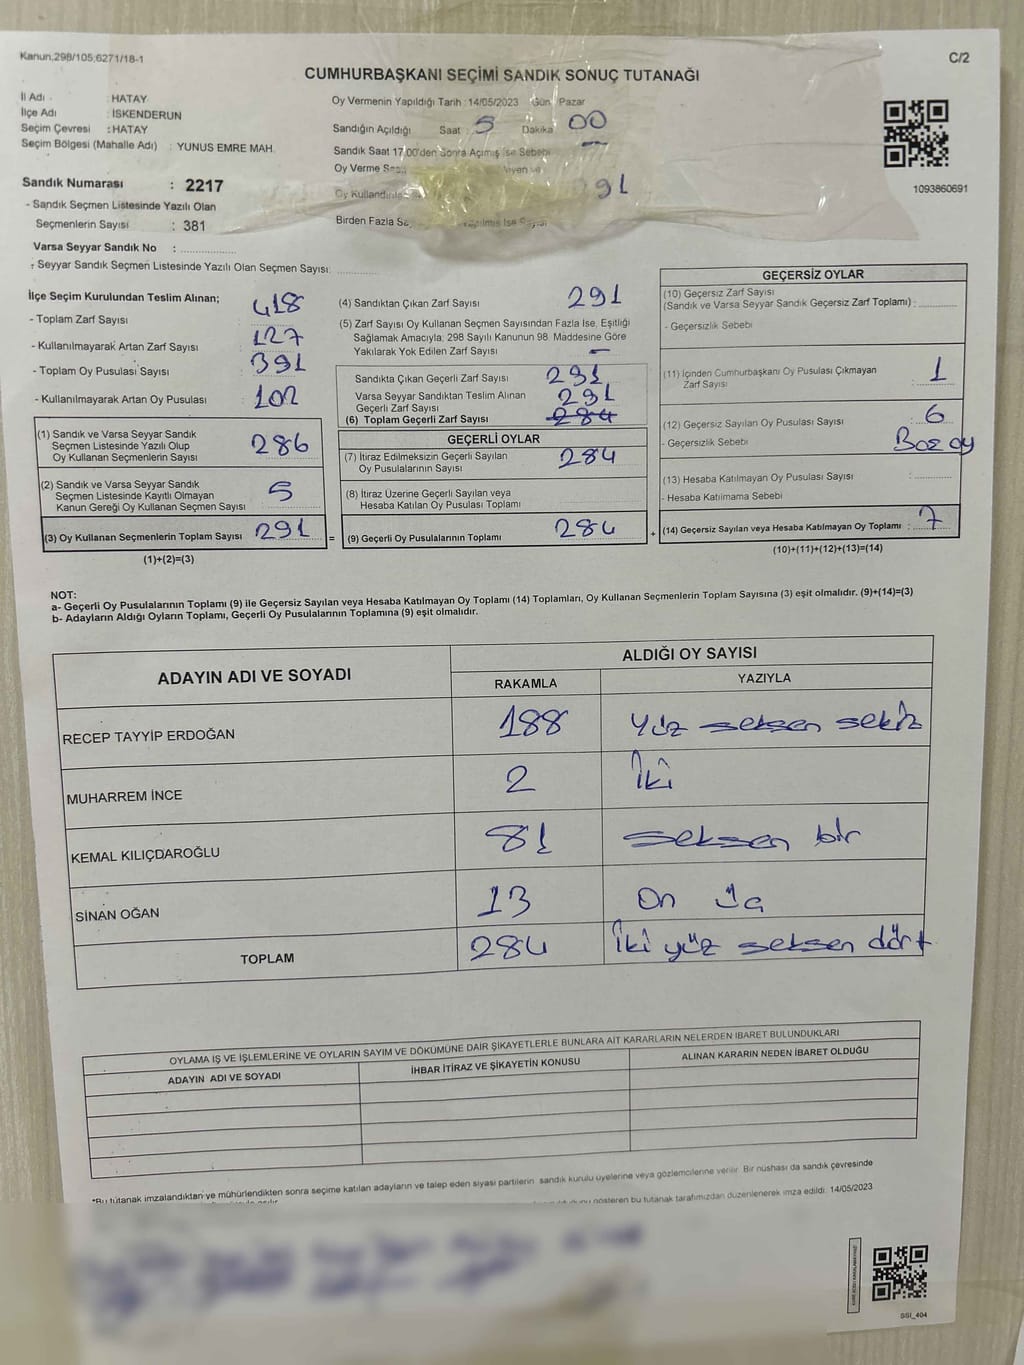 Kanun.298/105;6271/18-1
C/2
CUMHURBAŞKANI SEÇİMİ SANDIK SONUÇ TUTANAĞI
İl Adı : HATAY
İlçe Adı : İSKENDERUN
Seçim Çevresi : HATAY
Seçim Bölgesi (Mahalle Adı) : YUNUS EMRE MAH.
Sandık Numarası : 2217
- Sandık Seçmen Listesinde Yazılı Olan
Seçmenlerin Sayısı : 381
Varsa Seyyar Sandık No :
- Seyyar Sandık Seçmen Listesinde Yazılı Olan Seçmen Sayısı:
Oy Vermenin Yapıldığı Tarih : 14/05/2023 Gün : Pazar
Sandığın Açıldığı Saat : 5 Dakika 00
Sandık Saat 17.00'den Sonra Açılmış İse Sebebi
Oy Verme
291
Birden Fazla
1093860691
İlçe Seçim Kurulundan Teslim Alınan;
- Toplam Zarf Sayısı 418
- Kullanılmayarak Artan Zarf Sayısı 127
- Toplam Oy Pusulası Sayısı 391
- Kullanılmayarak Artan Oy Pusulası 102
(1) Sandık ve Varsa Seyyar Sandık
Seçmen Listesinde Yazılı Olup
Oy Kullanan Seçmenlerin Sayısı 286
(2) Sandık ve Varsa Seyyar Sandık
Seçmen Listesinde Kayıtlı Olmayan
Kanun Gereği Oy Kullanan Seçmen Sayısı 5
(3) Oy Kullanan Seçmenlerin Toplam Sayısı 291
(1)+(2)=(3)
=
(4) Sandıktan Çıkan Zarf Sayısı 291
(5) Zarf Sayısı Oy Kullanan Seçmen Sayısından Fazla İse, Eşitliği
Sağlamak Amacıyla; 298 Sayılı Kanunun 98. Maddesine Göre
Yakılarak Yok Edilen Zarf Sayısı —
Sandıkta Çıkan Geçerli Zarf Sayısı 291
Varsa Seyyar Sandıktan Teslim Alınan
Geçerli Zarf Sayısı 291
(6) Toplam Geçerli Zarf Sayısı 284
GEÇERLİ OYLAR
(7) İtiraz Edilmeksizin Geçerli Sayılan
Oy Pusulalarının Sayısı 284
(8) İtiraz Üzerine Geçerli Sayılan veya
Hesaba Katılan Oy Pusulası Toplamı
(9) Geçerli Oy Pusulalarının Toplamı 284
+
GEÇERSİZ OYLAR
(10) Geçersiz Zarf Sayısı
(Sandık ve Varsa Seyyar Sandık Geçersiz Zarf Toplamı) :
- Geçersizlik Sebebi
(11) İçinden Cumhurbaşkanı Oy Pusulası Çıkmayan
Zarf Sayısı : 1
(12) Geçersiz Sayılan Oy Pusulası Sayısı : 6
- Geçersizlik Sebebi Boş oy
(13) Hesaba Katılmayan Oy Pusulası Sayısı :
- Hesaba Katılmama Sebebi
(14) Geçersiz Sayılan veya Hesaba Katılmayan Oy Toplamı : 7
(10)+(11)+(12)+(13)=(14)
NOT:
a- Geçerli Oy Pusulalarının Toplamı (9) ile Geçersiz Sayılan veya Hesaba Katılmayan Oy Toplamı (14) Toplamları, Oy Kullanan Seçmenlerin Toplam Sayısına (3) eşit olmalıdır. (9)+(14)=(3)
b- Adayların Aldığı Oyların Toplamı, Geçerli Oy Pusulalarının Toplamına (9) eşit olmalıdır.
ADAYIN ADI VE SOYADI
ALDIĞI OY SAYISI
RAKAMLA YAZIYLA
RECEP TAYYİP ERDOĞAN 188 Yüz seksen sekiz
MUHARREM İNCE 2 İki
KEMAL KILIÇDAROĞLU 81 seksen bir
SİNAN OĞAN 13 On üç
TOPLAM 284 İki yüz seksen dört
OYLAMA İŞ VE İŞLEMLERİNE VE OYLARIN SAYIM VE DÖKÜMÜNE DAİR ŞİKAYETLERLE BUNLARA AİT KARARLARIN NELERDEN İBARET BULUNDUKLARI
ADAYIN ADI VE SOYADI
İHBAR İTİRAZ VE ŞİKAYETİN KONUSU
ALINAN KARARIN NEDEN İBARET OLDUĞU
*Bu tutanak imzalandıktan ve mühürlendikten sonra seçime katılan adayların ve talep eden siyasi partilerin sandık kurulu üyelerine veya gözlemcilerine verilir. Bir nüshası da sandık çevresinde
gösteren bu tutanak tarafımızdan düzenlenerek imza edildi. 14/05/2023
SSI_404